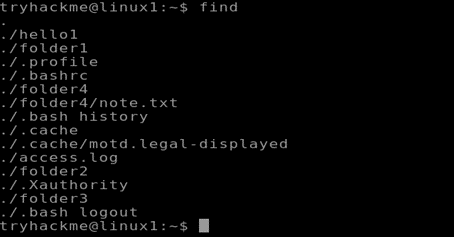 tryhackme@linux1:~$ find
.
./hello1
./folder1
./.profile
./.bashrc
./folder4
./folder4/note.txt
./.bash history
./.cache
./.cache/motd.legal-displayed
./access.log
./folder2
./.Xauthority
./folder3
./.bash logout
tryhackme@linux1:~$